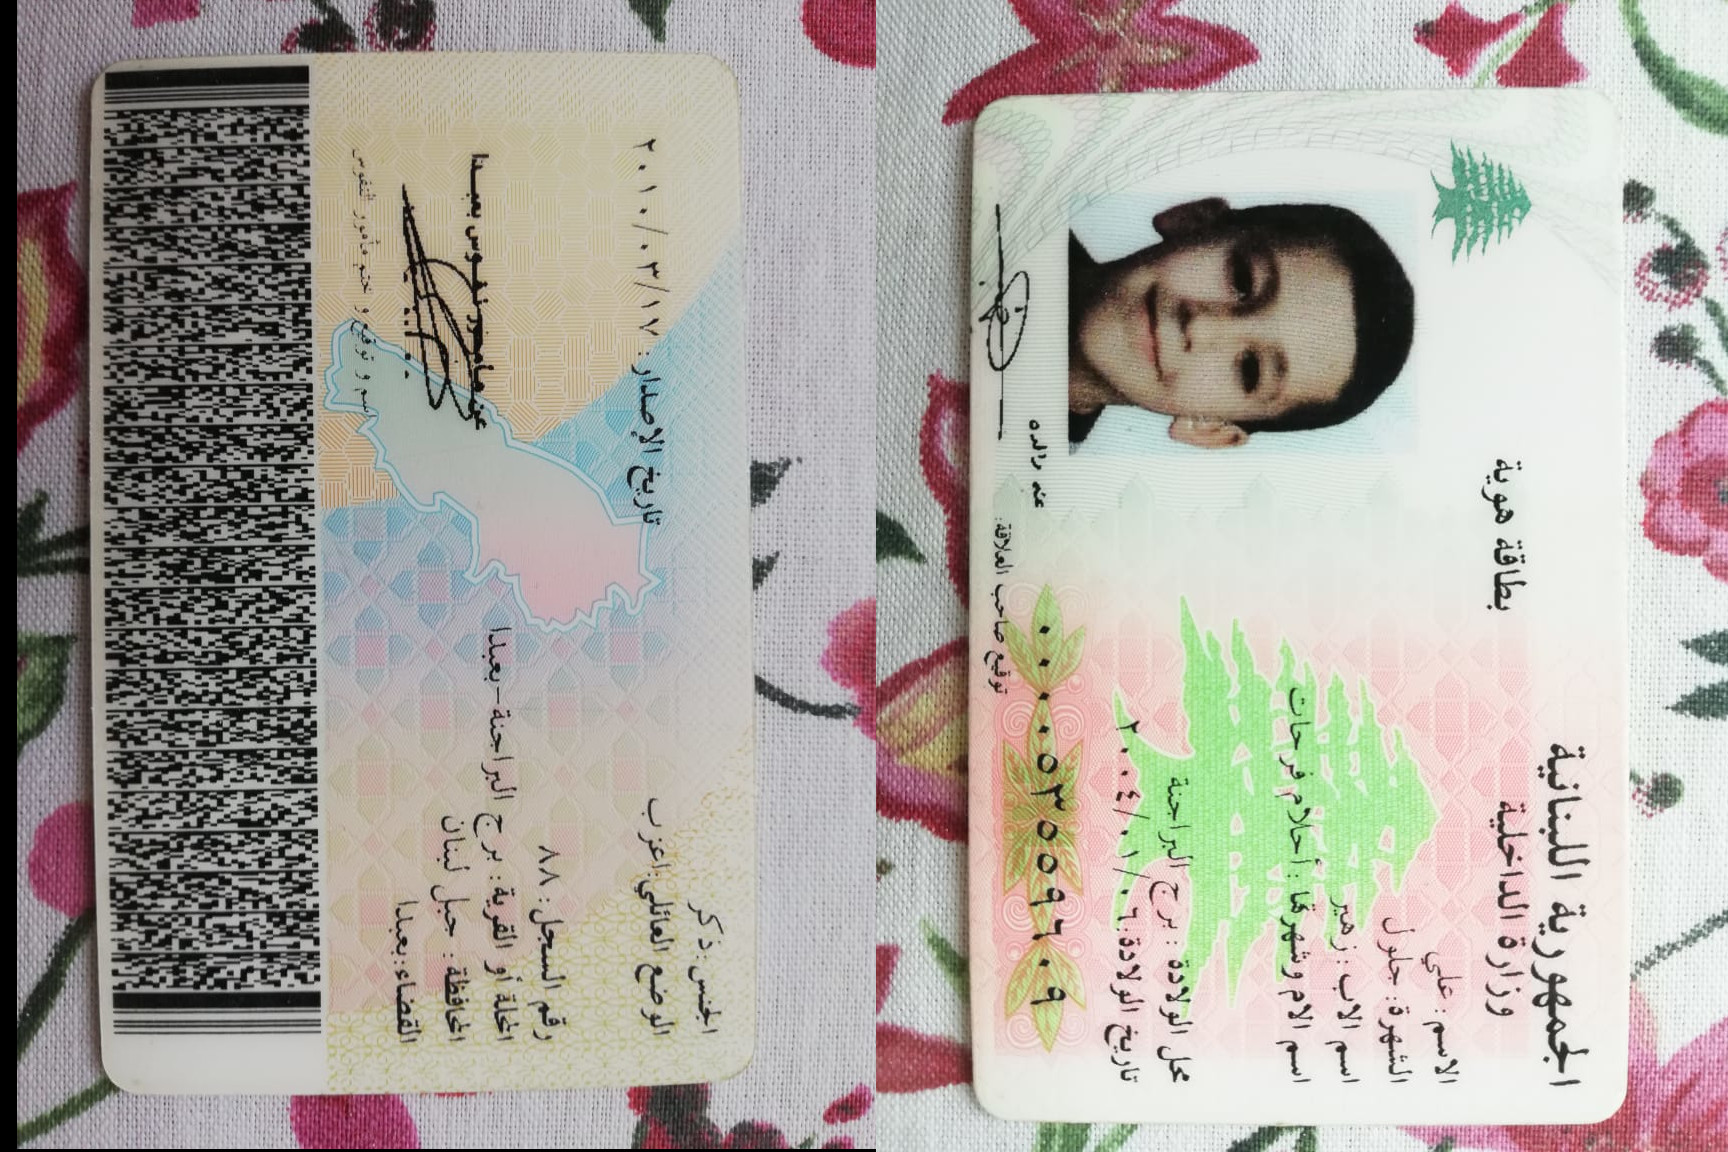 الجمهورية اللبنانية
وزارة الداخلية
بطاقة هوية
الاسم : علي
الشهرة: جلول
اسم الاب : زهير
اسم الام وشهرتها : أحلام فرحات
محل الولادة : برج البراجنة
تاريخ الولادة:٢٠٠٤/٠١/٠٦
٠٠٠٠٥٣٥٥٩٦٠٩
عنه والده
توقيع صاحب العلاقة:
الجنس :ذكر
الوضع العائلي:اعزب
تاريخ الإصدار: ٢٠١٠/٠٣/١٧
رقم السجل: ٨٨
المحلة أو القرية: برج البراجنة-بعبدا
المحافظة : جبل لبنان
القضاء:بعبدا
عن مأمور نفوس بعبدا
اسم و توقيع و ختم مأمور النفوس